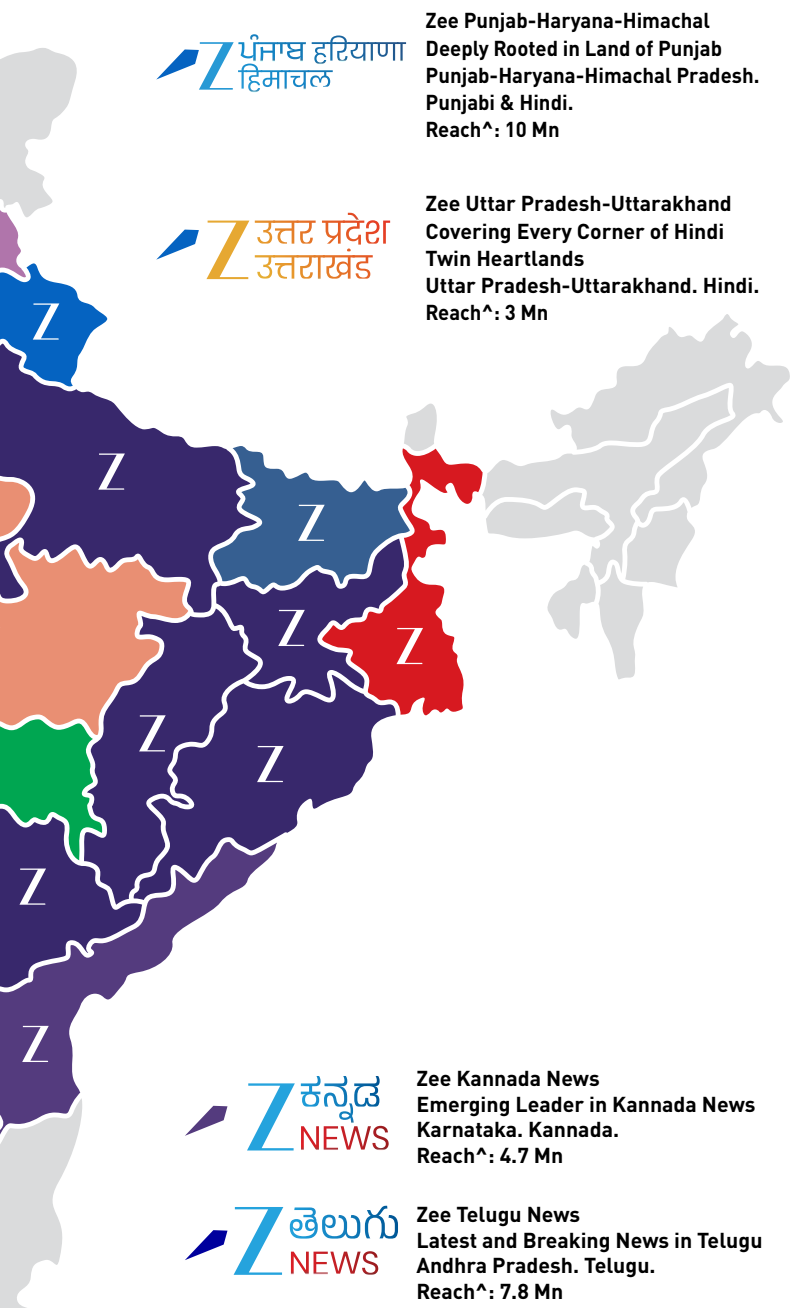 Z ਪੰਜਾਬ हरियाणा
हिमाचल
Zee Punjab-Haryana-Himachal
Deeply Rooted in Land of Punjab
Punjab-Haryana-Himachal Pradesh.
Punjabi & Hindi.
Reach^: 10 Mn
Z उत्तर प्रदेश
उत्तराखंड
Zee Uttar Pradesh-Uttarakhand
Covering Every Corner of Hindi
Twin Heartlands
Uttar Pradesh-Uttarakhand. Hindi.
Reach^: 3 Mn
Z
Z
Z
Z
Z
Z
Z
Z
Z
Z ಕನ್ನಡ
NEWS
Zee Kannada News
Emerging Leader in Kannada News
Karnataka. Kannada.
Reach^: 4.7 Mn
Z తెలుగు
NEWS
Zee Telugu News
Latest and Breaking News in Telugu
Andhra Pradesh. Telugu.
Reach^: 7.8 Mn